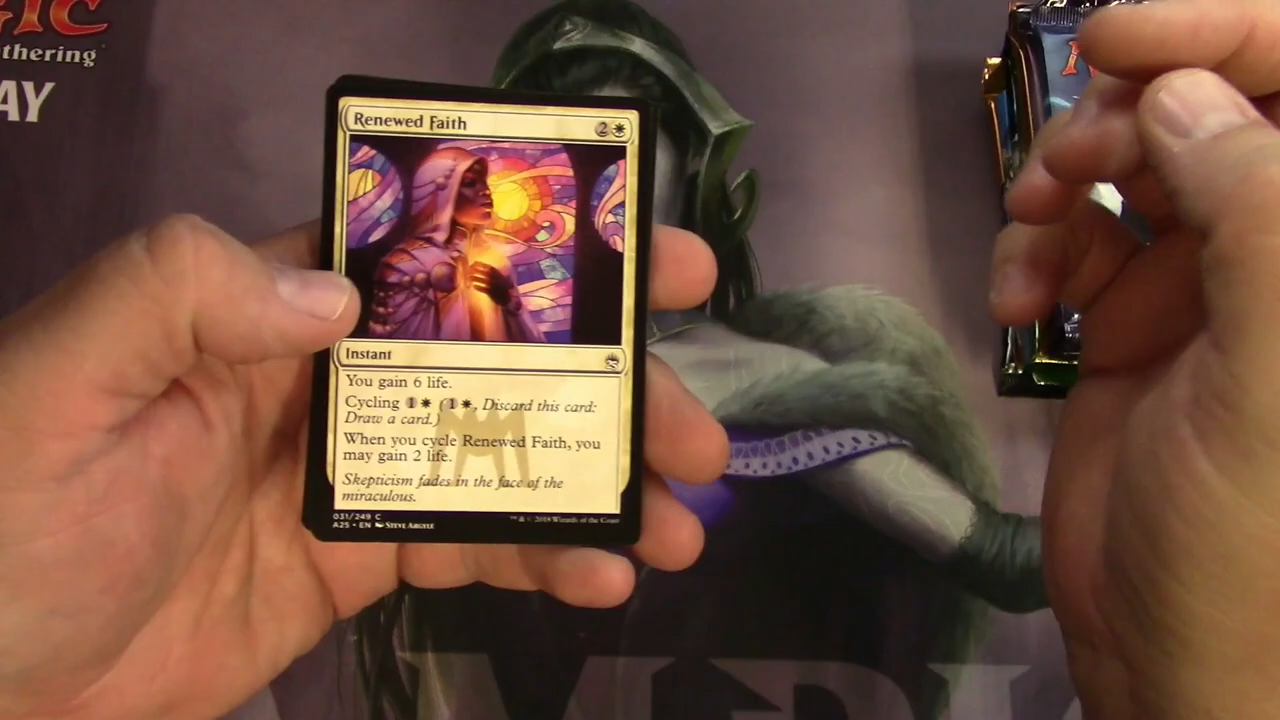 GIC
thering
AY
Renewed Faith
2
Instant
You gain 6 life.
Cycling 1 (1, Discard this card:
Draw a card.)
When you cycle Renewed Faith, you
may gain 2 life.
Skepticism fades in the face of the
miraculous.
031/249 C
A25 • EN Steve Argyle
™ & © 2018 Wizards of the Coast